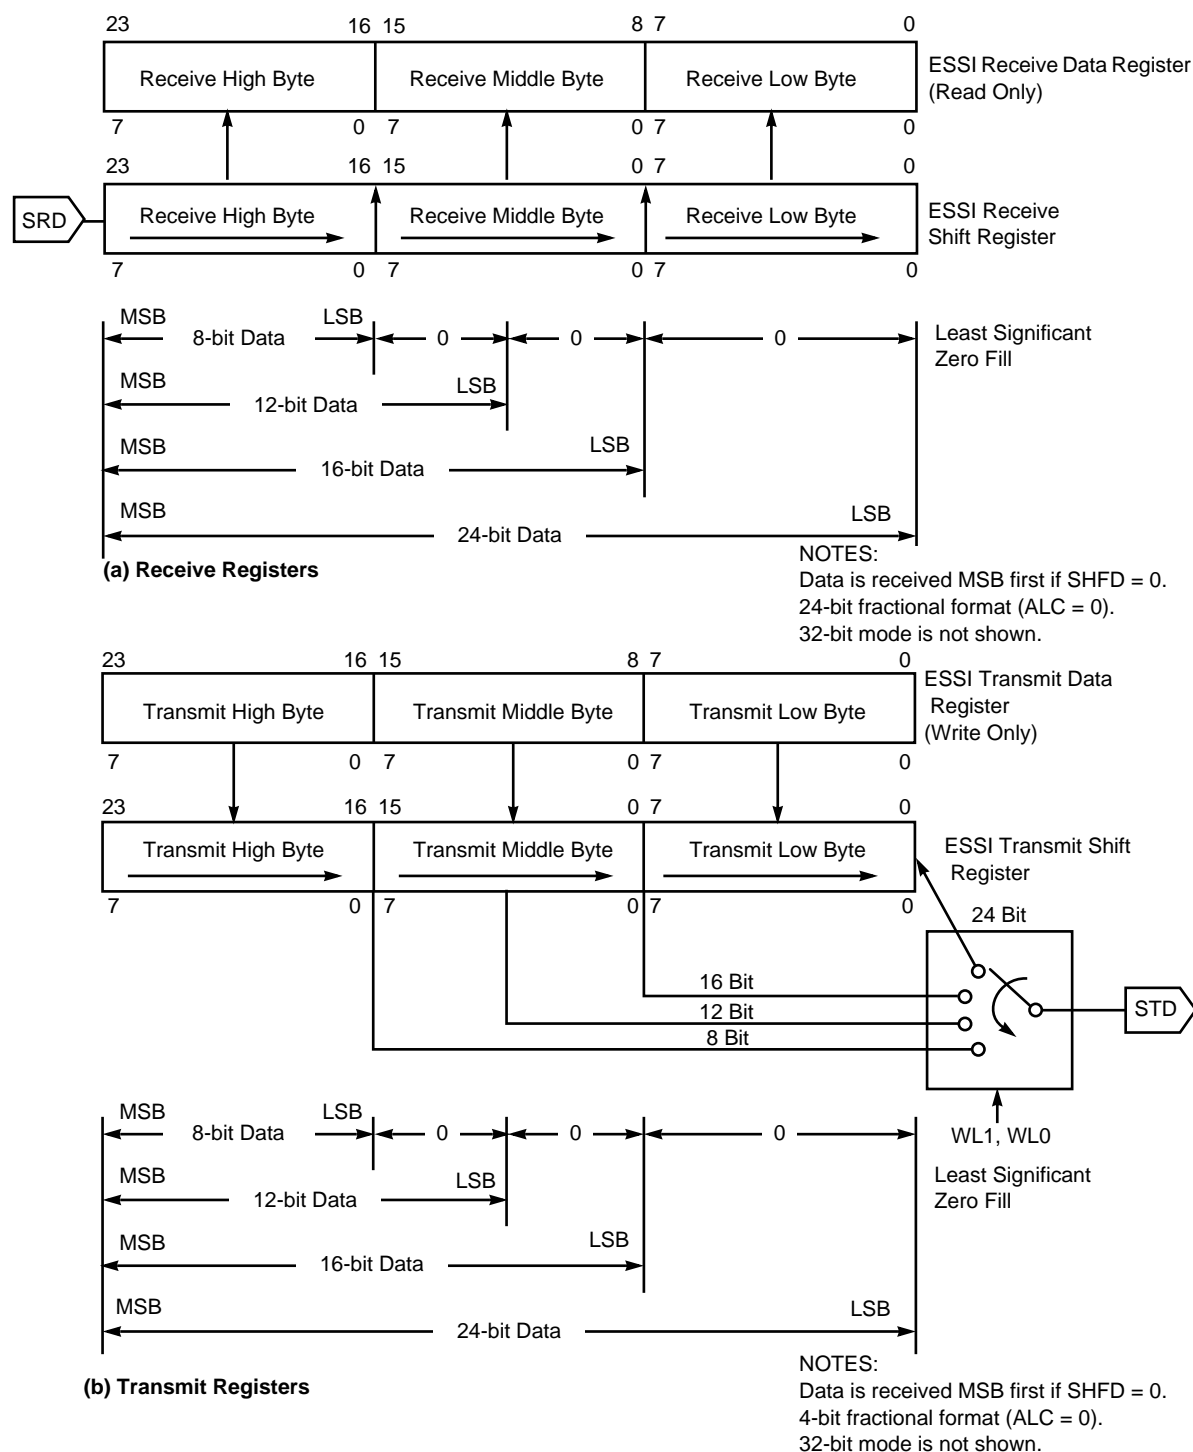 23 16 15 8 7 0
Receive High Byte Receive Middle Byte Receive Low Byte
ESSI Receive Data Register
(Read Only)
7 0 7 0 7 0
23 16 15 0 7 0
SRD
Receive High Byte Receive Middle Byte Receive Low Byte
ESSI Receive
Shift Register
7 0 7 0 7 0
MSB LSB
8-bit Data 0 0 0
Least Significant
Zero Fill
MSB LSB
12-bit Data
MSB LSB
16-bit Data
MSB LSB
24-bit Data
(a) Receive Registers
NOTES:
Data is received MSB first if SHFD = 0.
24-bit fractional format (ALC = 0).
32-bit mode is not shown.
23 16 15 8 7 0
Transmit High Byte Transmit Middle Byte Transmit Low Byte
ESSI Transmit Data
Register
(Write Only)
7 0 7 0 7 0
23 16 15 0 7 0
Transmit High Byte Transmit Middle Byte Transmit Low Byte
ESSI Transmit Shift
Register
7 0 7 0 7 0
24 Bit
16 Bit
12 Bit
8 Bit
STD
WL1, WL0
MSB LSB
8-bit Data 0 0 0
Least Significant
Zero Fill
MSB LSB
12-bit Data
MSB LSB
16-bit Data
MSB LSB
24-bit Data
(b) Transmit Registers
NOTES:
Data is received MSB first if SHFD = 0.
4-bit fractional format (ALC = 0).
32-bit mode is not shown.